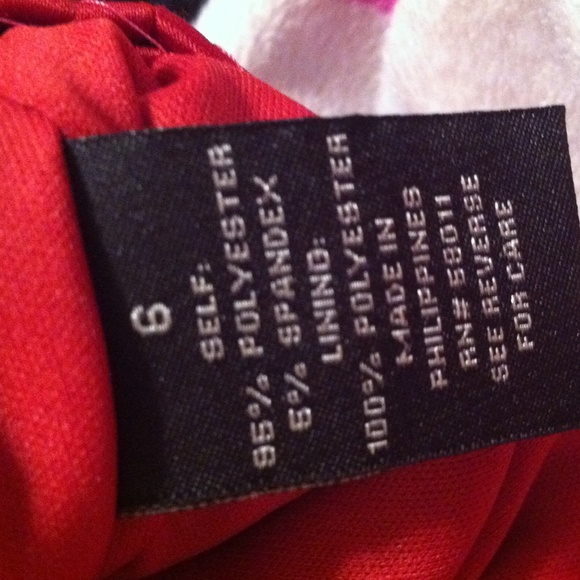 6
SELF:
95% POLYESTER
5% SPANDEX
LINING:
100% POLYESTER
MADE IN
PHILIPPINES
RN# 58011
SEE REVERSE
FOR CARE